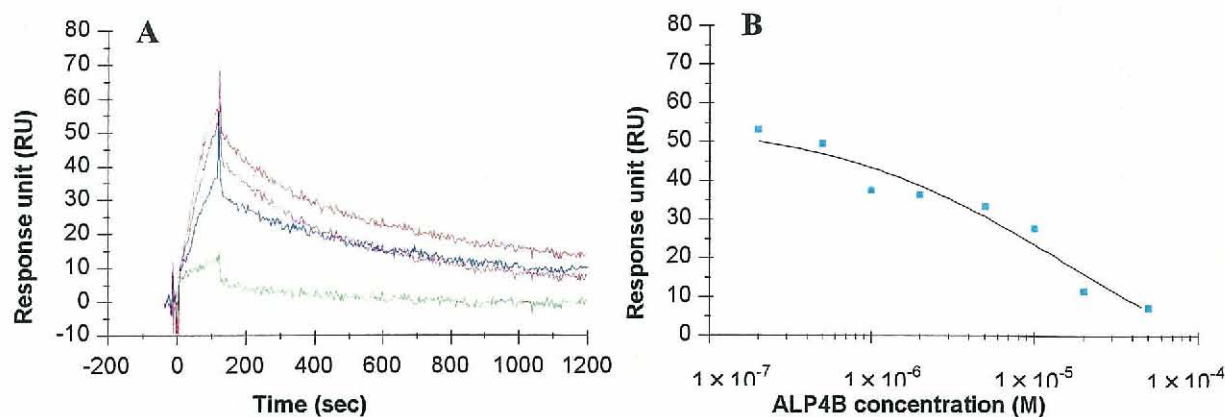 A
80
70
60
50
40
30
20
10
0
-10
Response unit (RU)
-200 0 200 400 600 800 1000 1200
Time (sec)
B
80
70
60
50
40
30
20
10
0
Response unit (RU)
1 × 10⁻⁷ 1 × 10⁻⁶ 1 × 10⁻⁵ 1 × 10⁻⁴
ALP4B concentration (M)